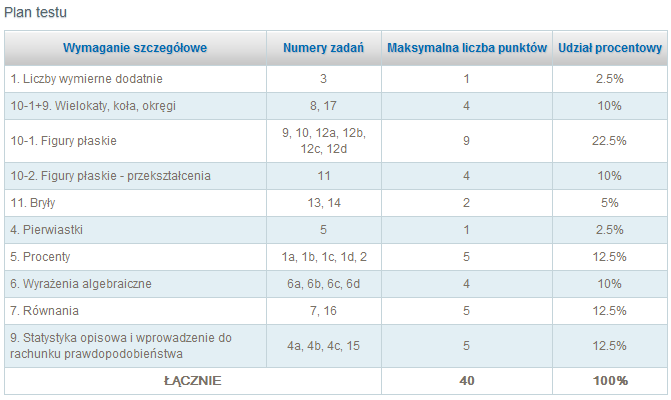 Plan testu
Wymaganie szczegółowe Numery zadań Maksymalna liczba punktów Udział procentowy
1. Liczby wymierne dodatnie 3 1 2.5%
10-1+9. Wielokaty, koła, okręgi 8, 17 4 10%
10-1. Figury płaskie 9, 10, 12a, 12b, 9 22.5%
12c, 12d
10-2. Figury płaskie - przekształcenia 11 4 10%
11. Bryły 13, 14 2 5%
4. Pierwiastki 5 1 2.5%
5. Procenty 1a, 1b, 1c, 1d, 2 5 12.5%
6. Wyrażenia algebraiczne 6a, 6b, 6c, 6d 4 10%
7. Równania 7, 16 5 12.5%
9. Statystyka opisowa i wprowadzenie do 4a, 4b, 4c, 15 5 12.5%
rachunku prawdopodobieństwa
ŁĄCZNIE 40 100%